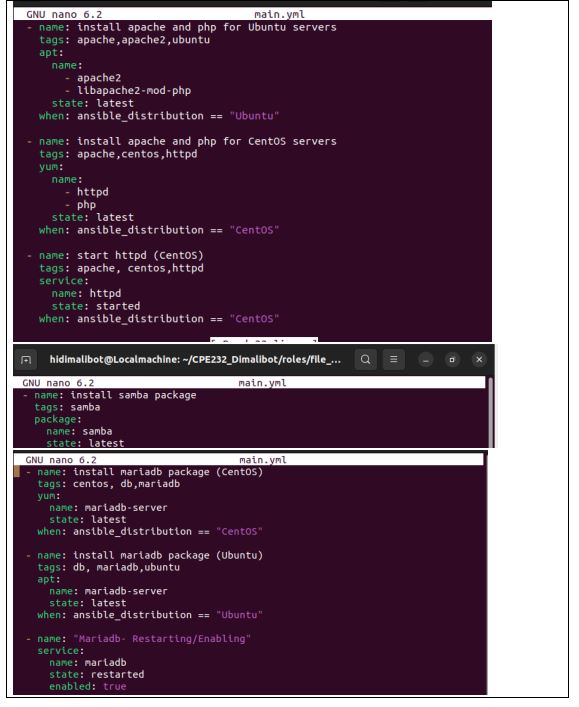 GNU nano 6.2 main.yml
- name: install apache and php for Ubuntu servers
  tags: apache,apache2,ubuntu
  apt:
    name:
      - apache2
      - libapache2-mod-php
    state: latest
  when: ansible_distribution == "Ubuntu"

- name: install apache and php for CentOS servers
  tags: apache,centos,httpd
  yum:
    name:
      - httpd
      - php
    state: latest
  when: ansible_distribution == "CentOS"

- name: start httpd (CentOS)
  tags: apache, centos,httpd
  service:
    name: httpd
    state: started
  when: ansible_distribution == "CentOS"

hidimalibot@Localmachine: ~/CPE232_Dimalibot/roles/file_...
GNU nano 6.2 main.yml
- name: install samba package
  tags: samba
  package:
    name: samba
    state: latest
GNU nano 6.2 main.yml
- name: install mariadb package (CentOS)
  tags: centos, db,mariadb
  yum:
    name: mariadb-server
    state: latest
  when: ansible_distribution == "CentOS"

- name: install mariadb package (Ubuntu)
  tags: db, mariadb,ubuntu
  apt:
    name: mariadb-server
    state: latest
  when: ansible_distribution == "Ubuntu"

- name: "Mariadb- Restarting/Enabling"
  service:
    name: mariadb
    state: restarted
    enabled: true